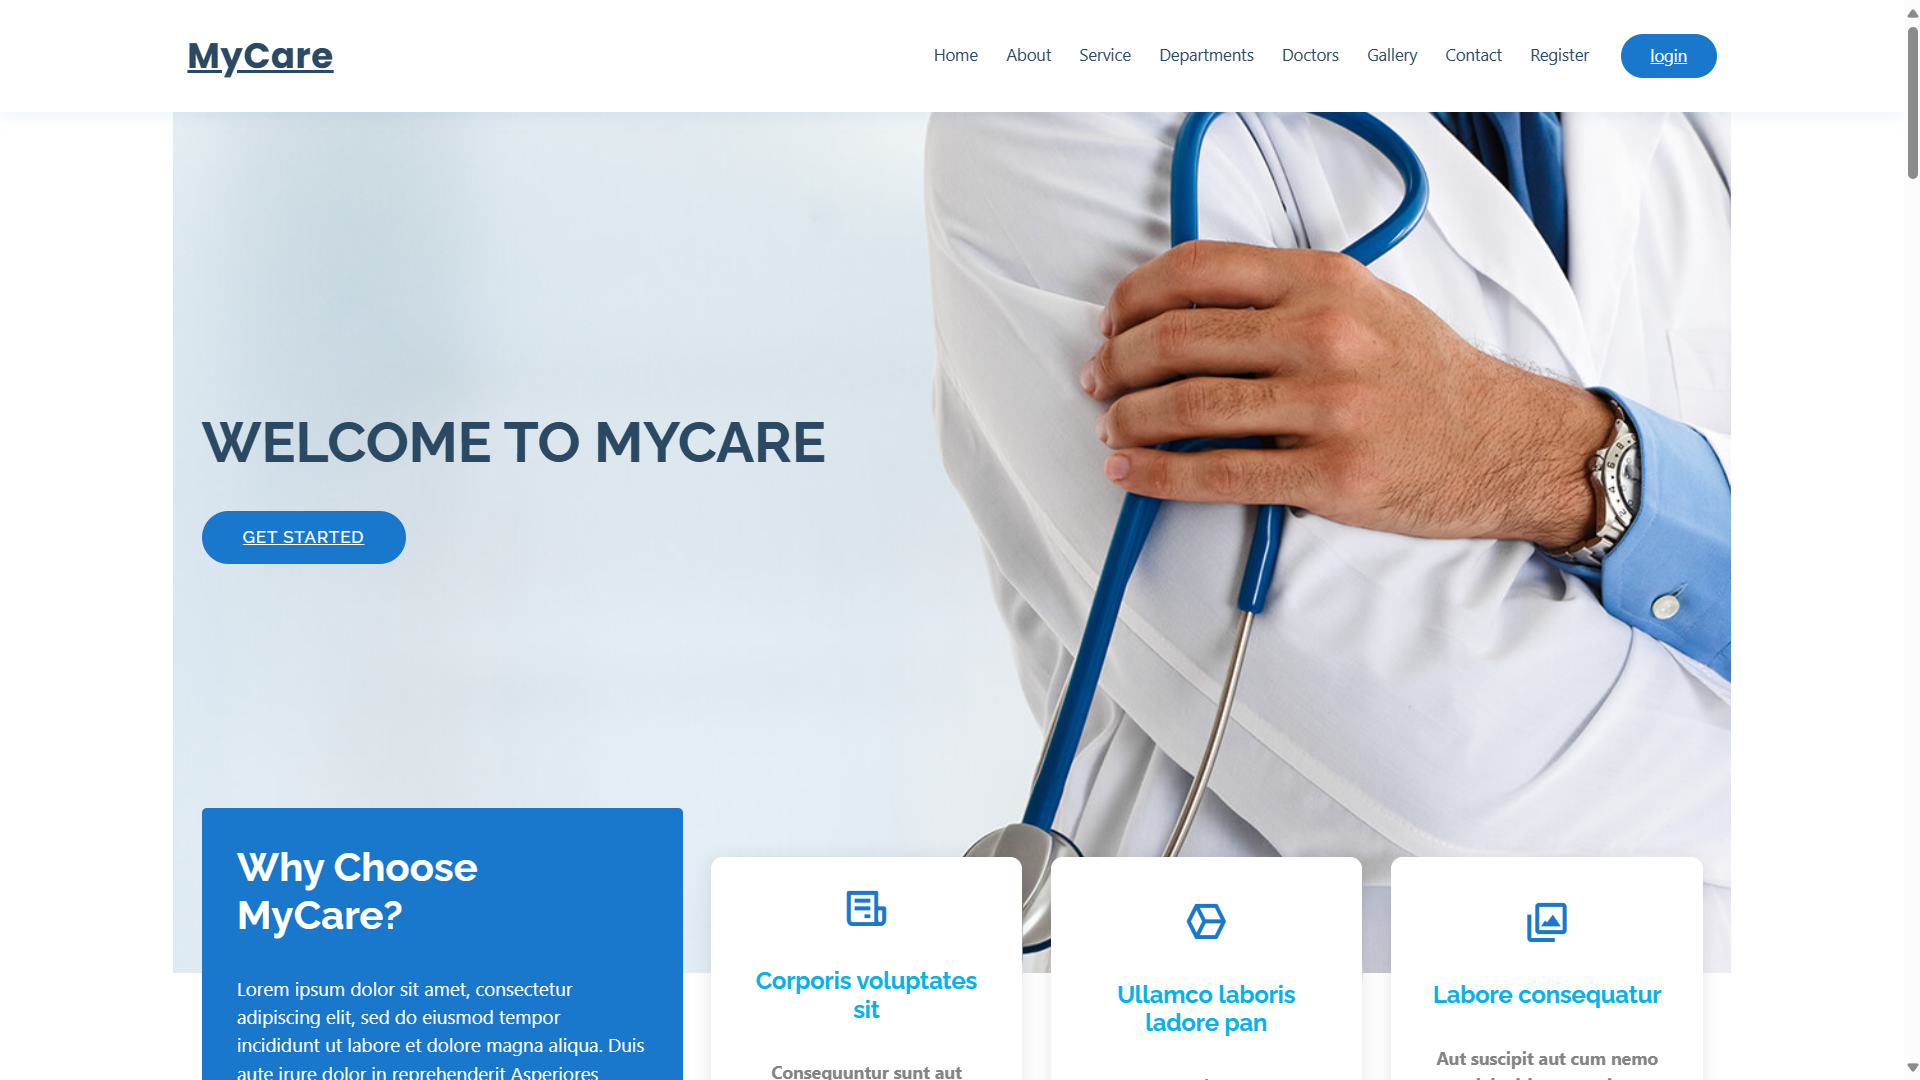 MyCare
Home About Service Departments Doctors Gallery Contact Register login
WELCOME TO MYCARE
GET STARTED
Why Choose
MyCare?
Lorem ipsum dolor sit amet, consectetur
adipiscing elit, sed do eiusmod tempor
incididunt ut labore et dolore magna aliqua. Duis
aute irure dolor in reprehenderit Asperiores
Corporis voluptates
sit
Consequuntur sunt aut
Ullamco laboris
ladore pan
Labore consequatur
Aut suscipit aut cum nemo